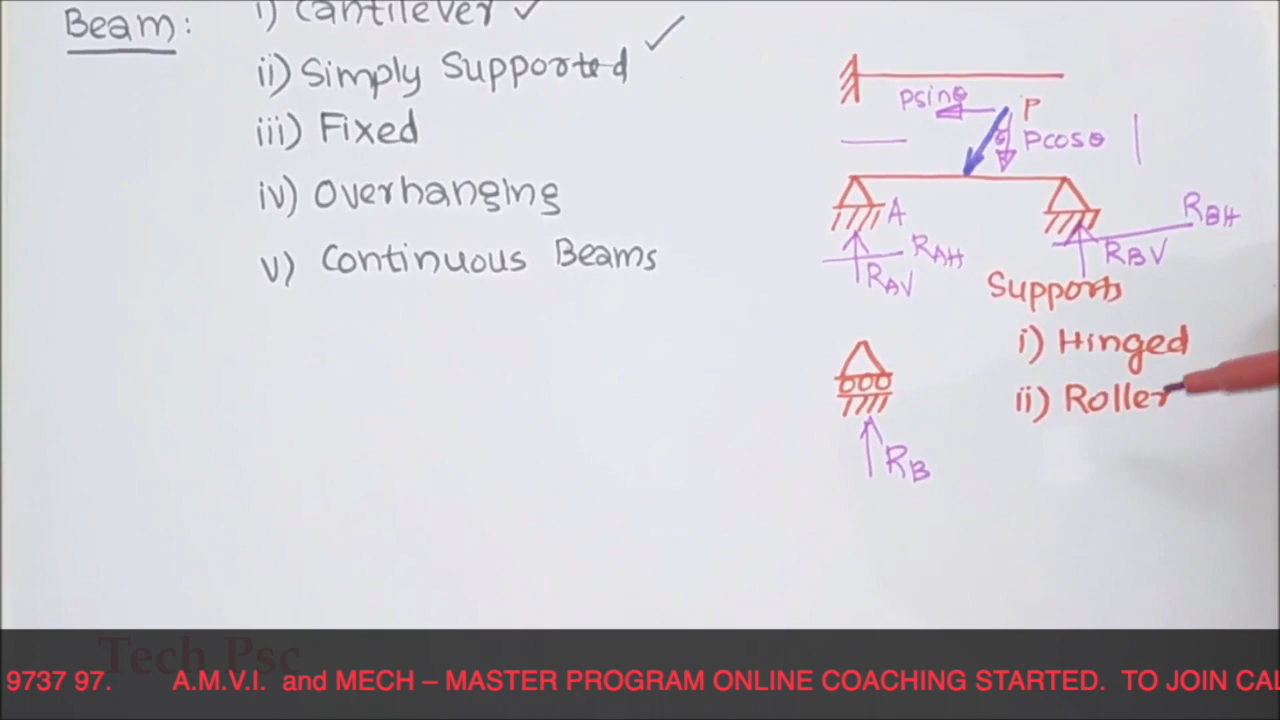 Beam:
i) Cantilever ✓
ii) Simply Supported ✓
iii) Fixed
iv) Overhanging
v) Continuous Beams
Psinθ
P
θ
Pcosθ
A
RAH
RAV
RBH
RBV
Supports
i) Hinged
ii) Roller
RB
Tech Psc
9737 97. A.M.V.I. and MECH – MASTER PROGRAM ONLINE COACHING STARTED. TO JOIN CAL